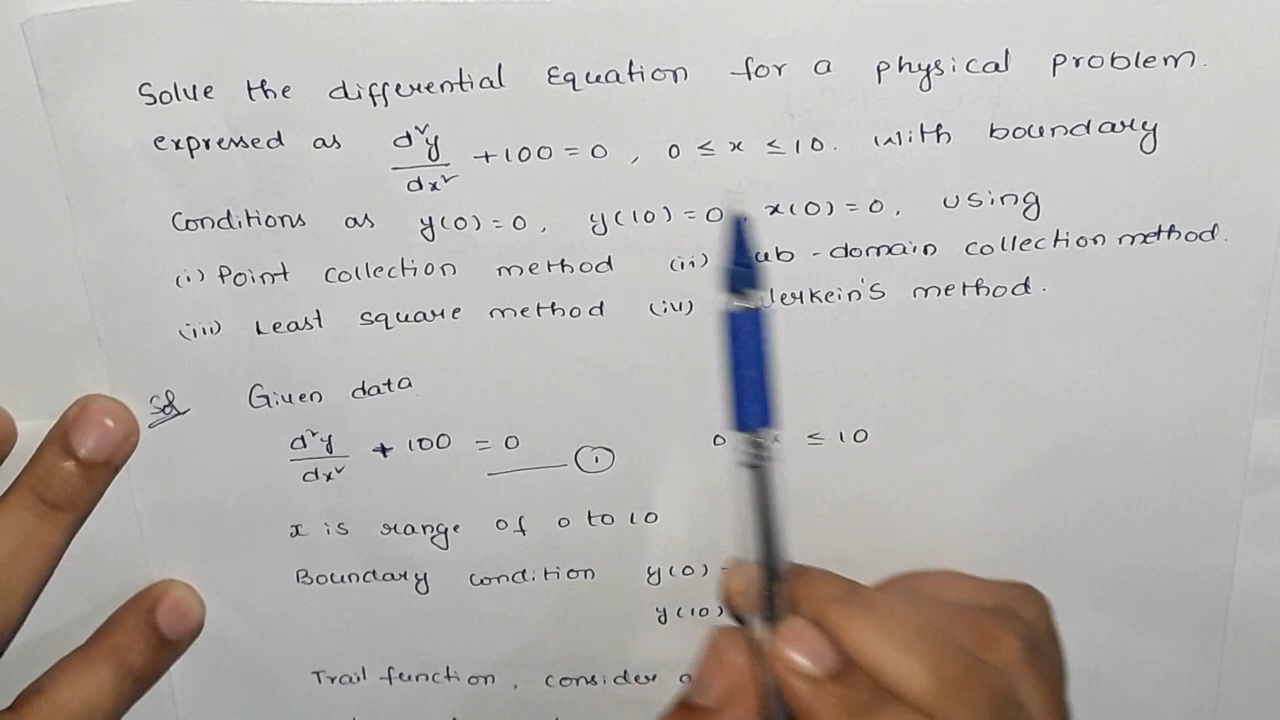 Solve the differential Equation for a physical problem.
expressed as d²y/dx² + 100 = 0 , 0 ≤ x ≤ 10. With boundary
Conditions as y(0) = 0 , y(10) = 0 , x(0) = 0 , using
(i) Point collection method (ii) ub - domain collection method.
(iii) Least square method (iv) lerkein's method.
Sol Given data
d²y/dx² + 100 = 0 ① 0 x ≤ 10
x is range of 0 to 10
Boundary condition y(0)
y(10)
Trail function , consider